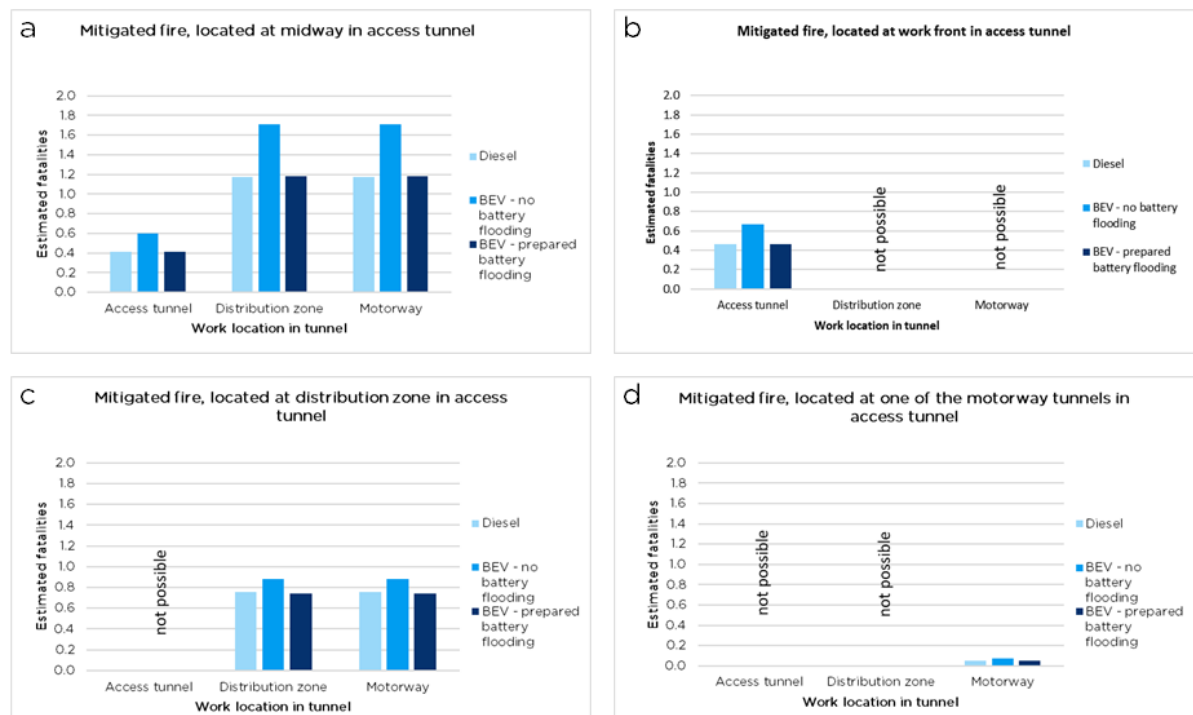 a
Mitigated fire, located at midway in access tunnel
Estimated fatalities
2.0
1.8
1.6
1.4
1.2
1.0
0.8
0.6
0.4
0.2
0.0
Access tunnel
Distribution zone
Motorway
Work location in tunnel
Diesel
BEV - no
battery
flooding
BEV - prepared
battery
flooding
b
Mitigated fire, located at work front in access tunnel
Estimated fatalities
2.0
1.8
1.6
1.4
1.2
1.0
0.8
0.6
0.4
0.2
0.0
not possible
not possible
Access tunnel
Distribution zone
Motorway
Work location in tunnel
Diesel
BEV - no battery
flooding
BEV - prepared
battery flooding
c
Mitigated fire, located at distribution zone in access
tunnel
Estimated fatalities
2.0
1.8
1.6
1.4
1.2
1.0
0.8
0.6
0.4
0.2
0.0
not possible
Access tunnel
Distribution zone
Motorway
Work location in tunnel
Diesel
BEV - no
battery
flooding
BEV - prepared
battery
flooding
d
Mitigated fire, located at one of the motorway tunnels in
access tunnel
Estimated fatalities
2.0
1.8
1.6
1.4
1.2
1.0
0.8
0.6
0.4
0.2
0.0
not possible
not possible
Access tunnel
Distribution zone
Motorway
Work location in tunnel
Diesel
BEV - no
battery
flooding
BEV - prepared
battery
flooding